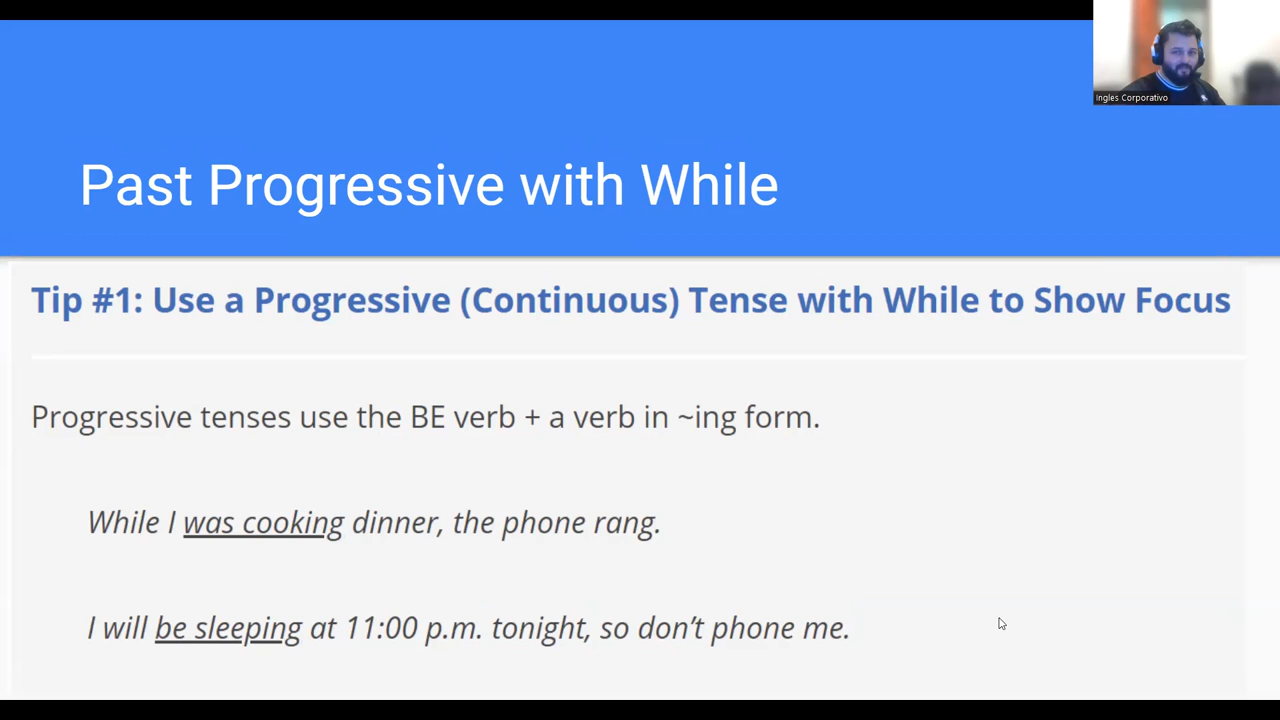 Ingles Corporativo
Past Progressive with While
Tip #1: Use a Progressive (Continuous) Tense with While to Show Focus
Progressive tenses use the BE verb + a verb in ~ing form.
While I was cooking dinner, the phone rang.
I will be sleeping at 11:00 p.m. tonight, so don’t phone me.